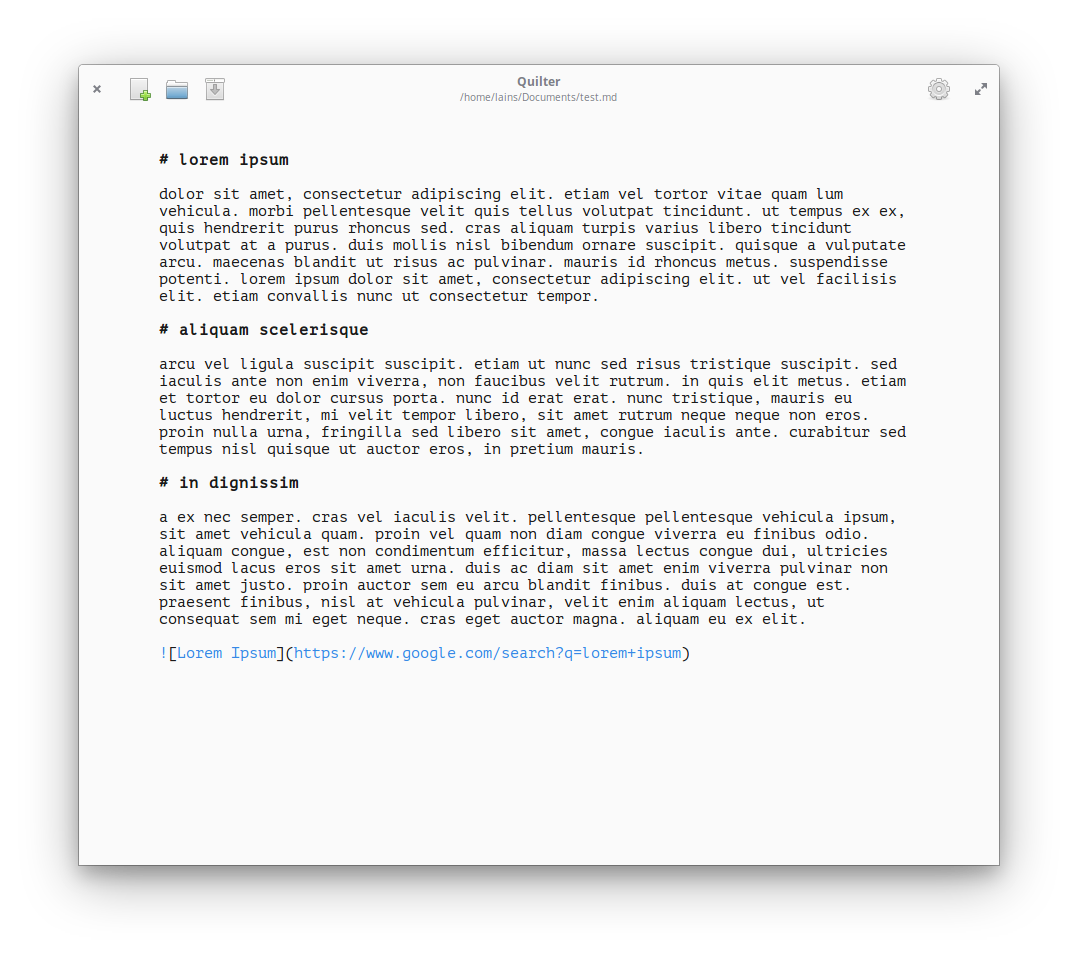 Quilter
/home/lains/Documents/test.md
# lorem ipsum
dolor sit amet, consectetur adipiscing elit. etiam vel tortor vitae quam lum
vehicula. morbi pellentesque velit quis tellus volutpat tincidunt. ut tempus ex ex,
quis hendrerit purus rhoncus sed. cras aliquam turpis varius libero tincidunt
volutpat at a purus. duis mollis nisl bibendum ornare suscipit. quisque a vulputate
arcu. maecenas blandit ut risus ac pulvinar. mauris id rhoncus metus. suspendisse
potenti. lorem ipsum dolor sit amet, consectetur adipiscing elit. ut vel facilisis
elit. etiam convallis nunc ut consectetur tempor.
# aliquam scelerisque
arcu vel ligula suscipit suscipit. etiam ut nunc sed risus tristique suscipit. sed
iaculis ante non enim viverra, non faucibus velit rutrum. in quis elit metus. etiam
et tortor eu dolor cursus porta. nunc id erat erat. nunc tristique, mauris eu
luctus hendrerit, mi velit tempor libero, sit amet rutrum neque neque non eros.
proin nulla urna, fringilla sed libero sit amet, congue iaculis ante. curabitur sed
tempus nisl quisque ut auctor eros, in pretium mauris.
# in dignissim
a ex nec semper. cras vel iaculis velit. pellentesque pellentesque vehicula ipsum,
sit amet vehicula quam. proin vel quam non diam congue viverra eu finibus odio.
aliquam congue, est non condimentum efficitur, massa lectus congue dui, ultricies
euismod lacus eros sit amet urna. duis ac diam sit amet enim viverra pulvinar non
sit amet justo. proin auctor sem eu arcu blandit finibus. duis at congue est.
praesent finibus, nisl at vehicula pulvinar, velit enim aliquam lectus, ut
consequat sem mi eget neque. cras eget auctor magna. aliquam eu ex elit.
![Lorem Ipsum](https://www.google.com/search?q=lorem+ipsum)